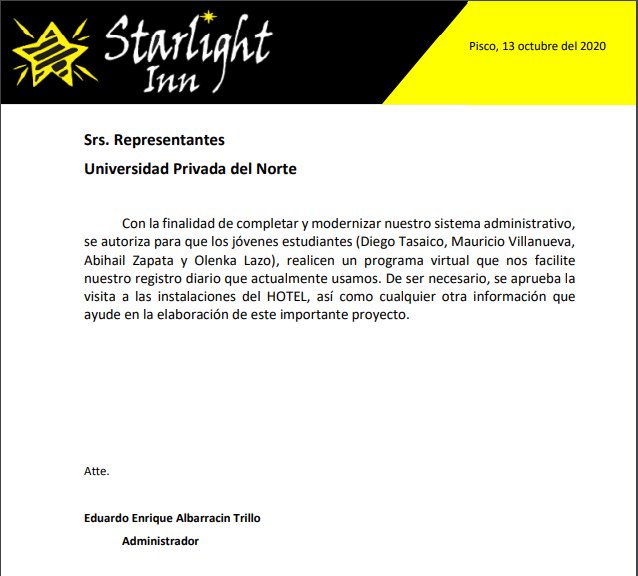 Starlight
Inn
Pisco, 13 octubre del 2020
Srs. Representantes
Universidad Privada del Norte
Con la finalidad de completar y modernizar nuestro sistema administrativo,
se autoriza para que los jóvenes estudiantes (Diego Tasaico, Mauricio Villanueva,
Abihail Zapata y Olenka Lazo), realicen un programa virtual que nos facilite
nuestro registro diario que actualmente usamos. De ser necesario, se aprueba la
visita a las instalaciones del HOTEL, así como cualquier otra información que
ayude en la elaboración de este importante proyecto.
Atte.
Eduardo Enrique Albarracin Trillo
Administrador